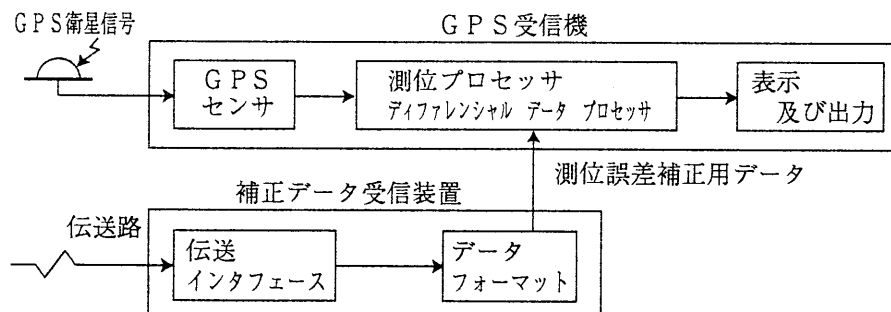 GPS衛星信号
GPS受信機
GPS
センサ
測位プロセッサ
ディファレンシャル データ プロセッサ
表示
及び出力
測位誤差補正用データ
補正データ受信装置
伝送路
伝送
インタフェース
データ
フォーマット